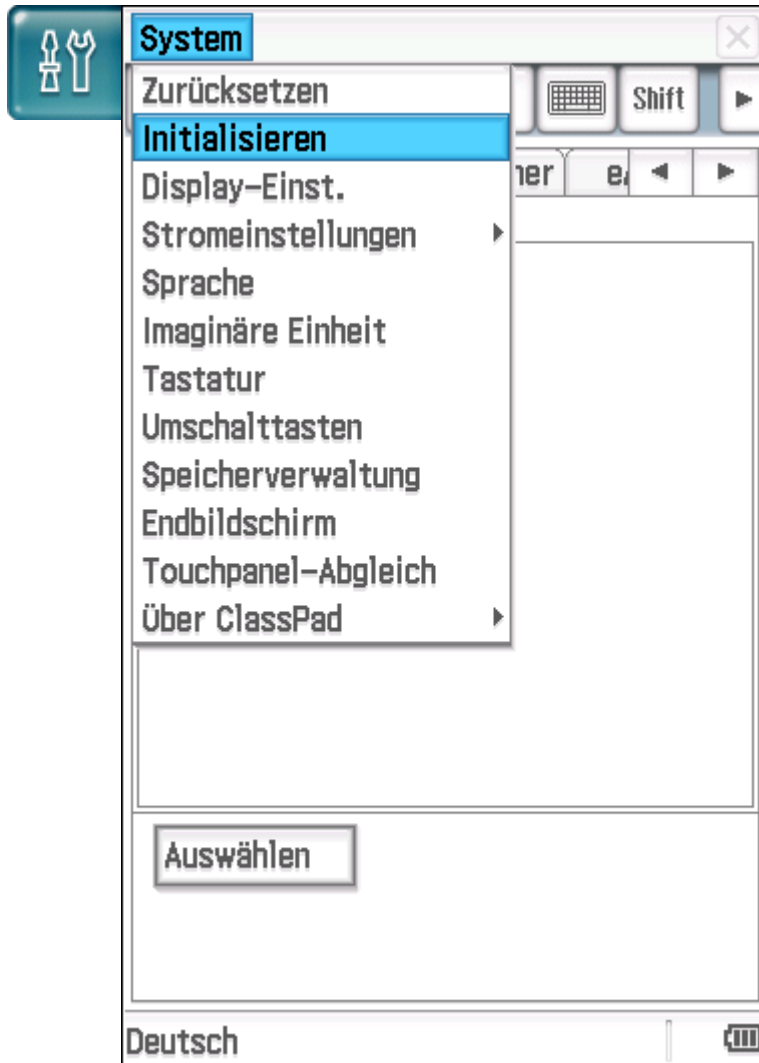 System
Zurücksetzen
Shift
Initialisieren
Display-Einst.
Stromeinstellungen
Sprache
Imaginäre Einheit
Tastatur
Umschalttasten
Speicherverwaltung
Endbildschirm
Touchpanel-Abgleich
Über ClassPad
Auswählen
Deutsch